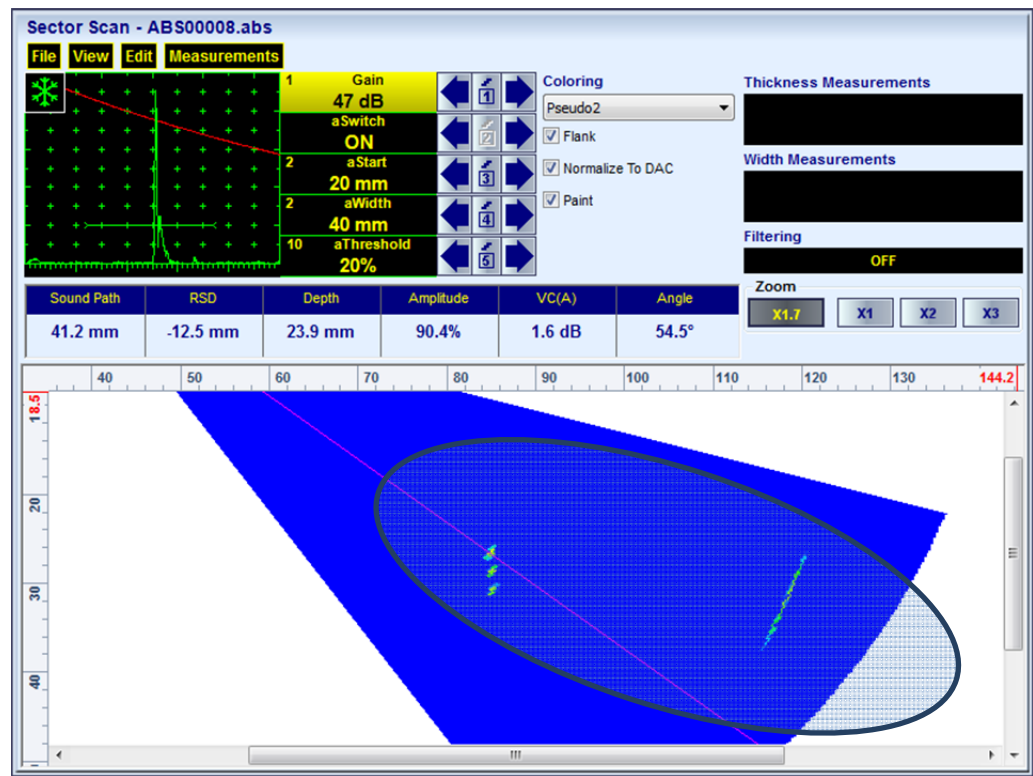 Sector Scan - ABS00008.abs
File View Edit Measurements
1 Gain
47 dB
1
aSwitch
ON
2
2 aStart
20 mm
3
2 aWidth
40 mm
4
10 aThreshold
20%
5
Coloring
Pseudo2
Flank
Normalize To DAC
Paint
Thickness Measurements
Width Measurements
Filtering
OFF
Zoom
X1.7 X1 X2 X3
Sound Path RSD Depth Amplitude VC(A) Angle
41.2 mm -12.5 mm 23.9 mm 90.4% 1.6 dB 54.5°
40 50 60 70 80 90 100 110 120 130 144.2
18.5
20
30
40